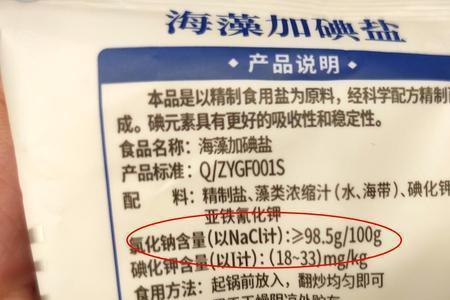 海藻加碘盐
产品说明
本品是以精制食用盐为原料，经科学配方精制而
成。碘元素具有更好的吸收性和稳定性。
食品名称：海藻加碘盐
产品标准：Q/ZYGF001S
配 料：精制盐、藻类浓缩汁（水、海带）、碘化钾
亚铁氰化钾
氯化钠含量(以NaCl计)：≥98.5g/100g
碘化钾含量(以I计)：(18~33)mg/kg
食用方法：起锅前放入，翻炒均匀即可